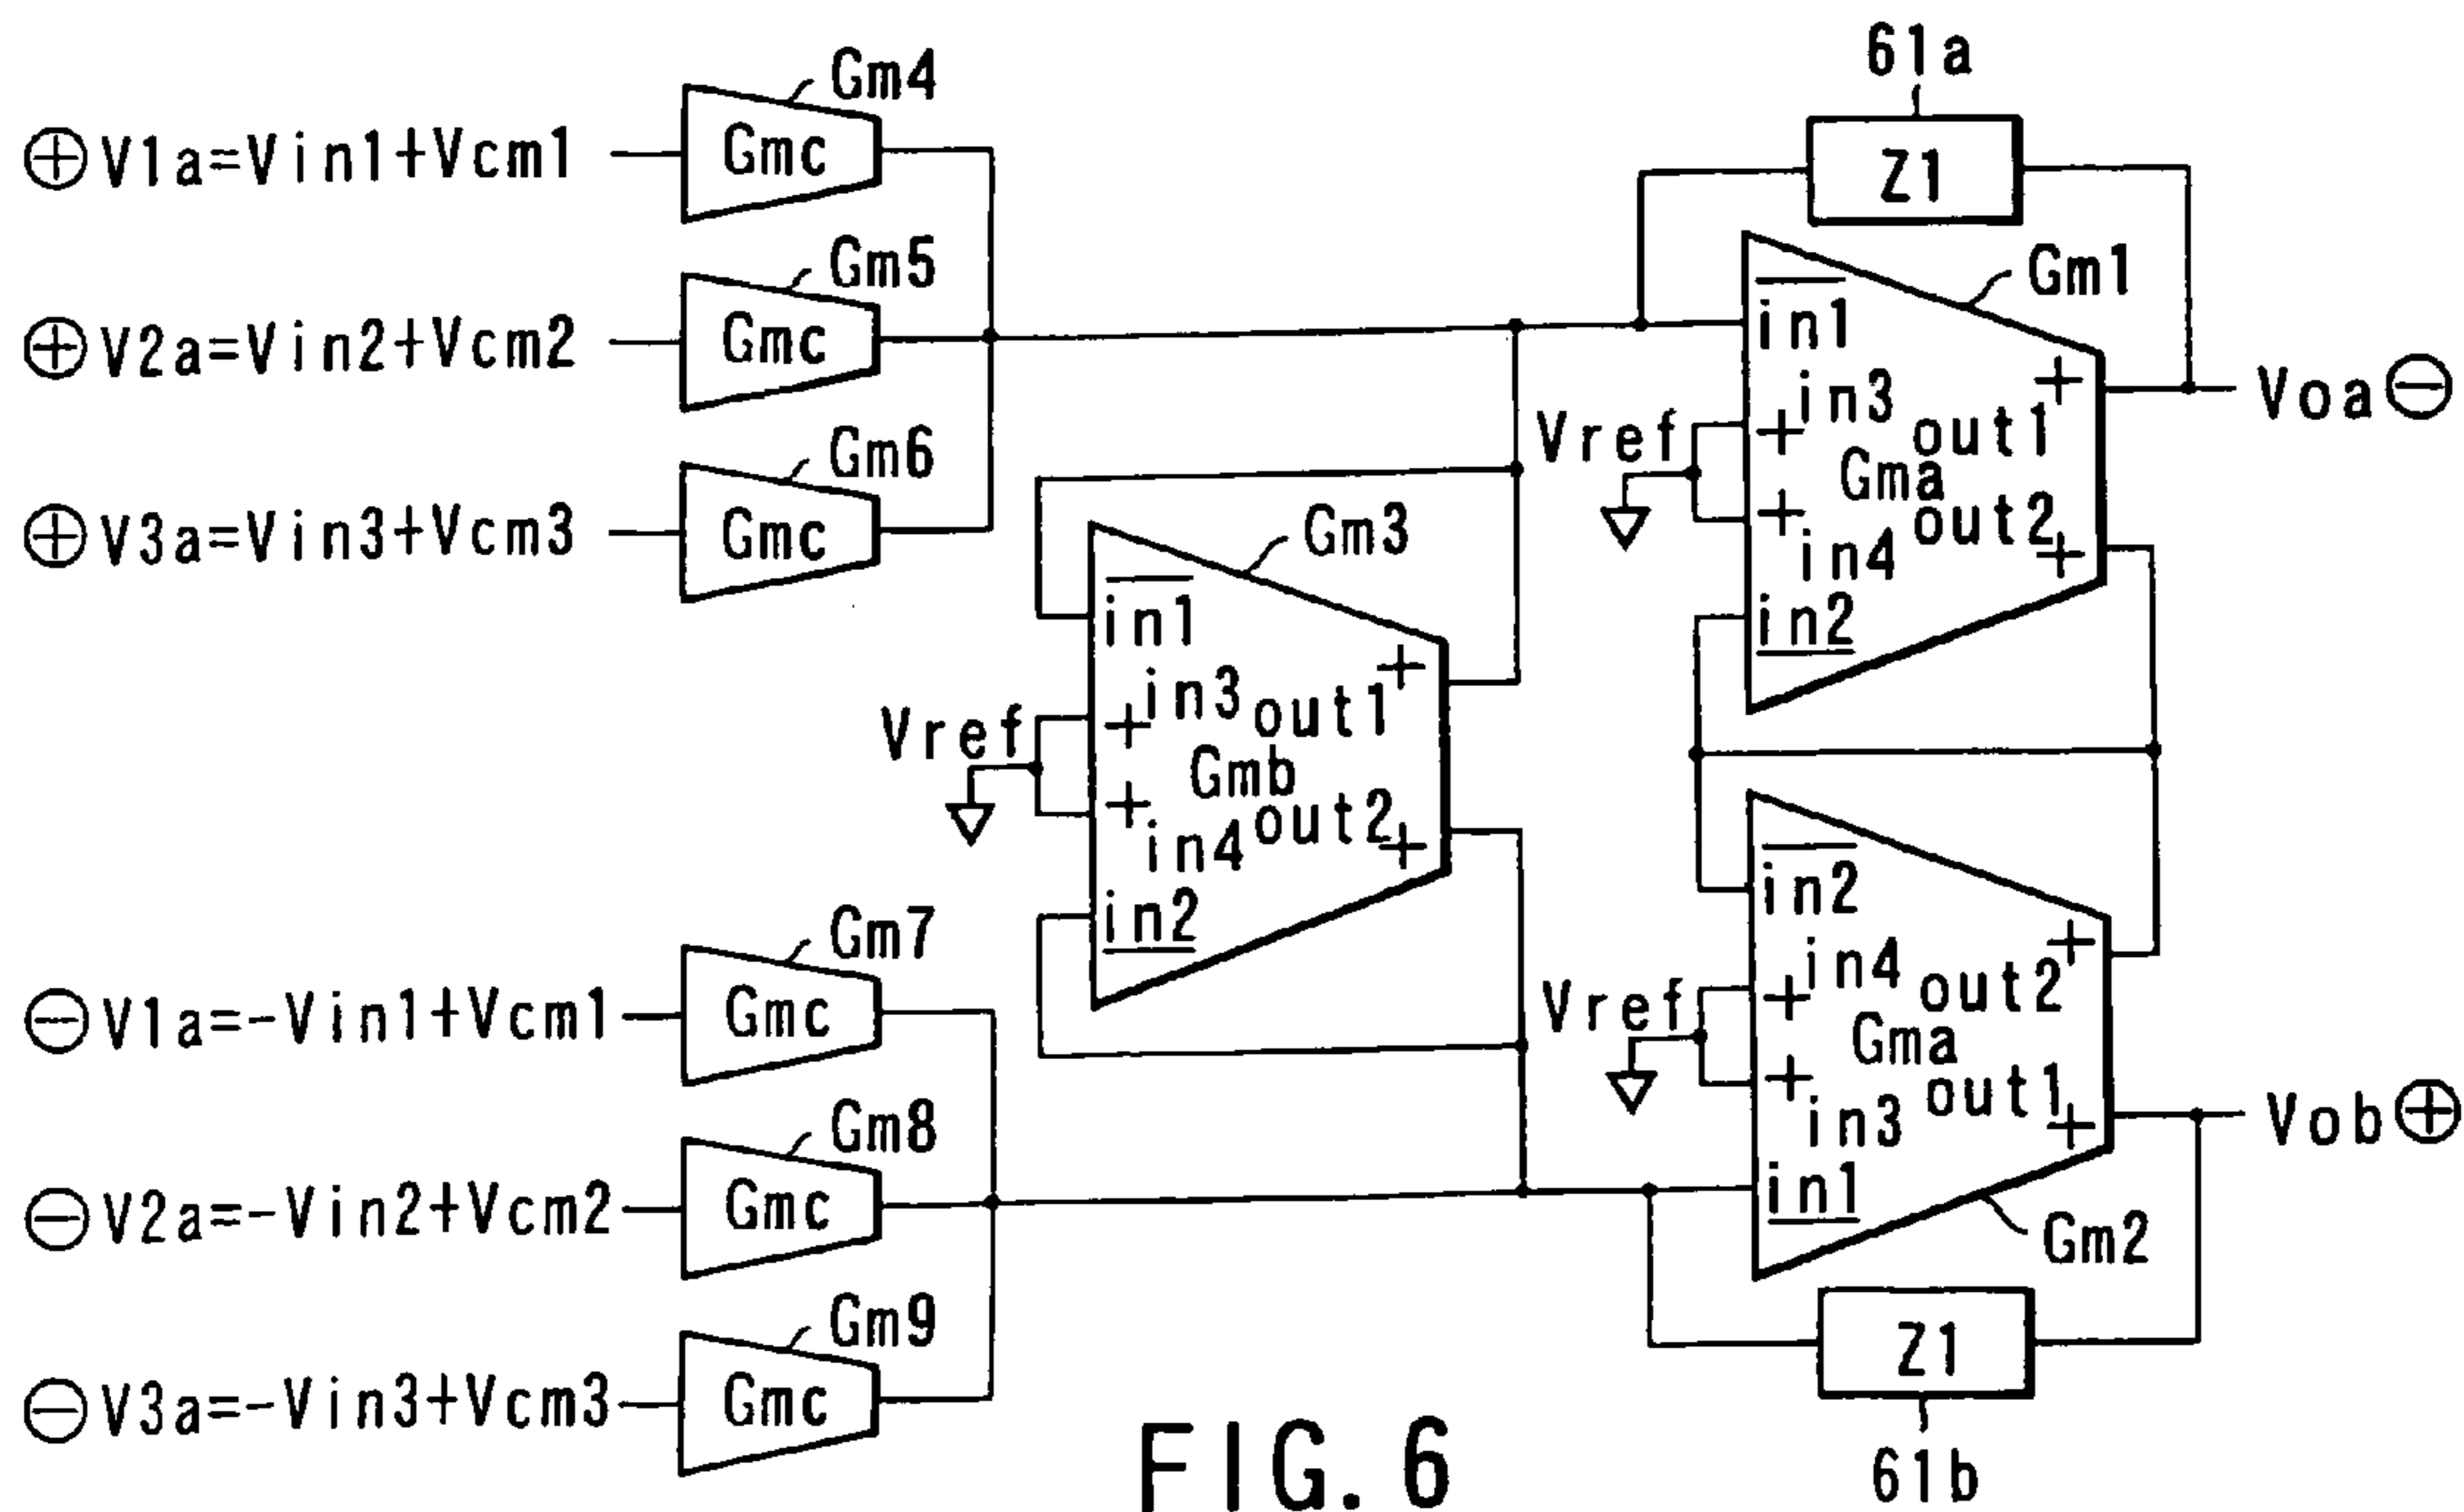 61a
Gm4
⊕V1a=Vin1+Vcm1
Gmc
Z1
Gm5
Gm1
⊕V2a=Vin2+Vcm2
Gmc
in1
in3
+
out1
Voa⊖
Vref
+
Gma
+
out2
in4
+
in2
Gm6
⊕V3a=Vin3+Vcm3
Gmc
Gm3
in1
in3
out1
+
Vref
+
Gmb
+
out2
in4
+
in2
Gm7
⊖V1a=-Vin1+Vcm1
Gmc
in2
in4
out2
+
Vref
+
Gma
+
out1
in3
+
Vob⊕
in1
Gm2
Gm8
⊖V2a=-Vin2+Vcm2
Gmc
Gm9
⊖V3a=-Vin3+Vcm3
Gmc
Z1
61b
FIG. 6